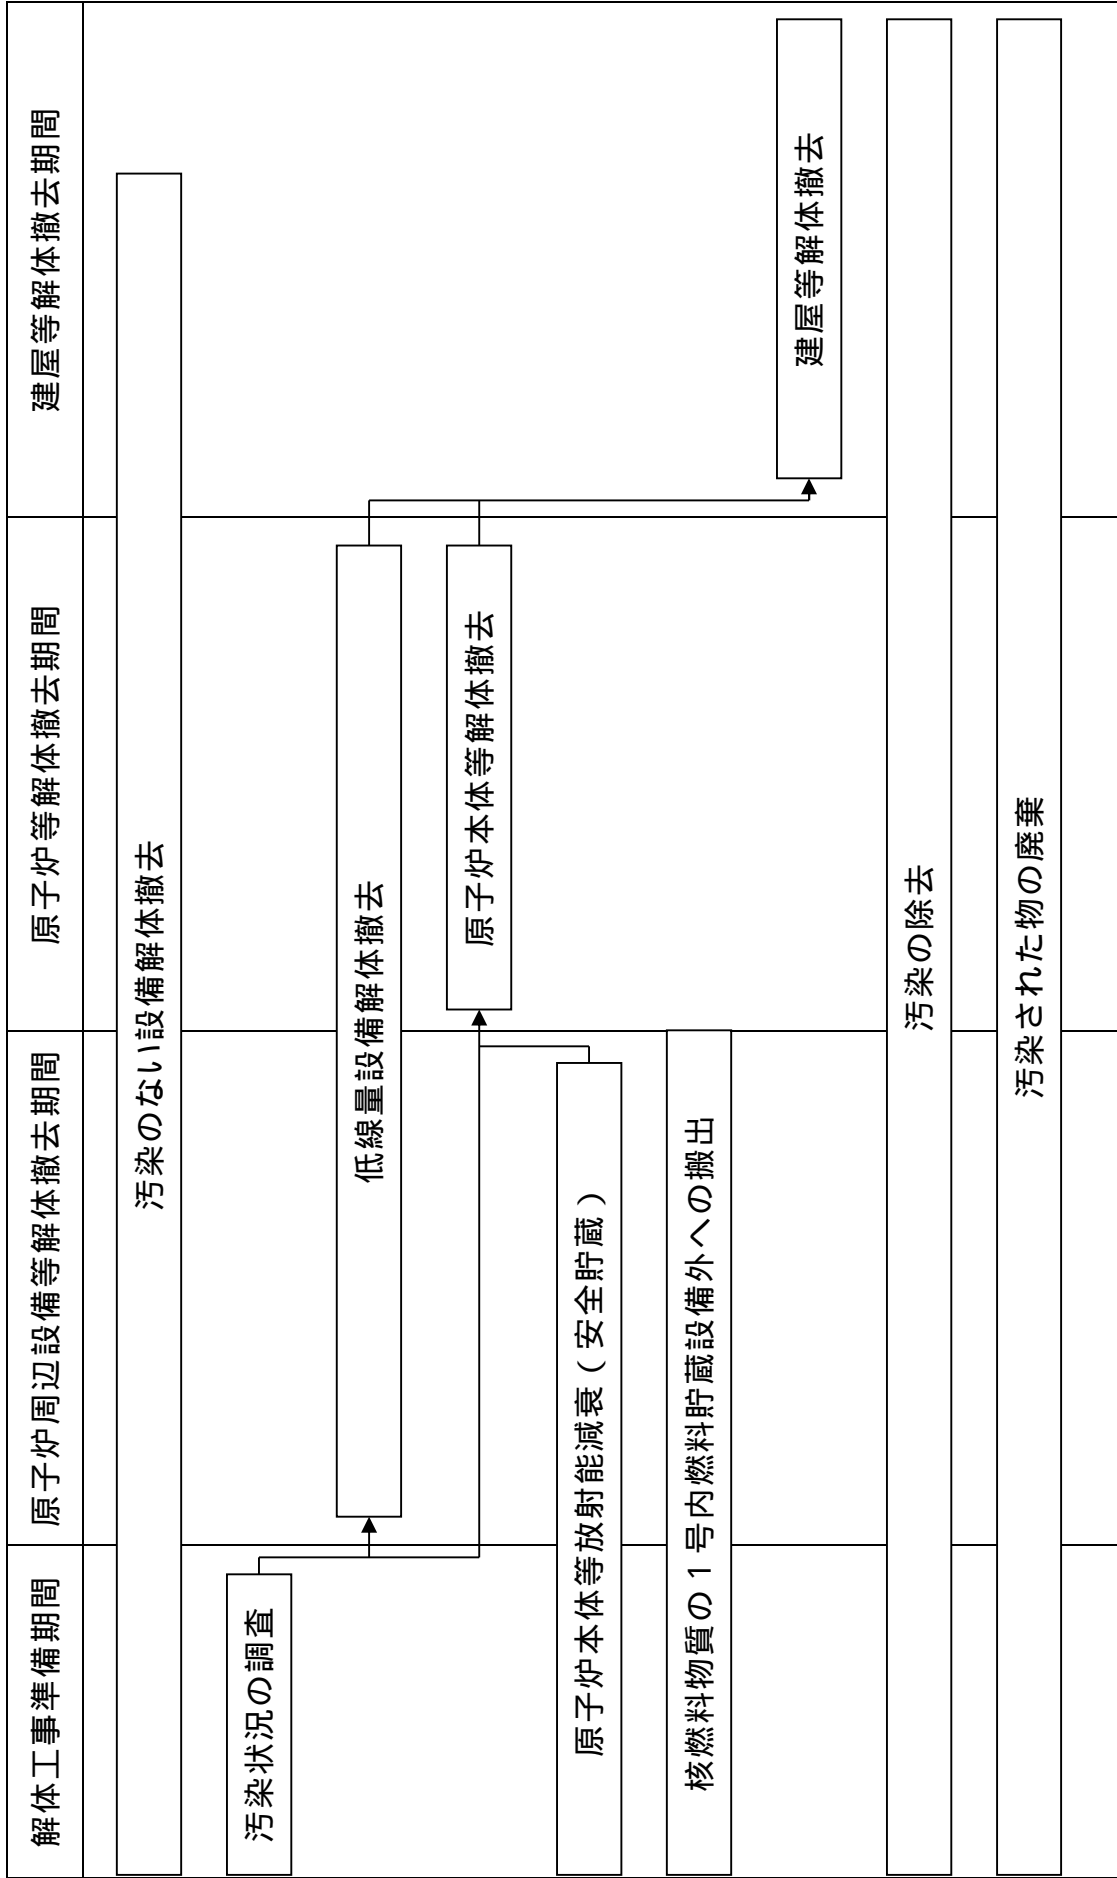 解体工事準備期間
原子炉周辺設備等解体撤去期間
原子炉等解体撤去期間
建屋等解体撤去期間
汚染のない設備解体撤去
汚染状況の調査
低線量設備解体撤去
原子炉本体等解体撤去
原子炉本体等放射能減衰(安全貯蔵)
核燃料物質の1号内燃料貯蔵設備外への搬出
建屋等解体撤去
汚染の除去
汚染された物の廃棄